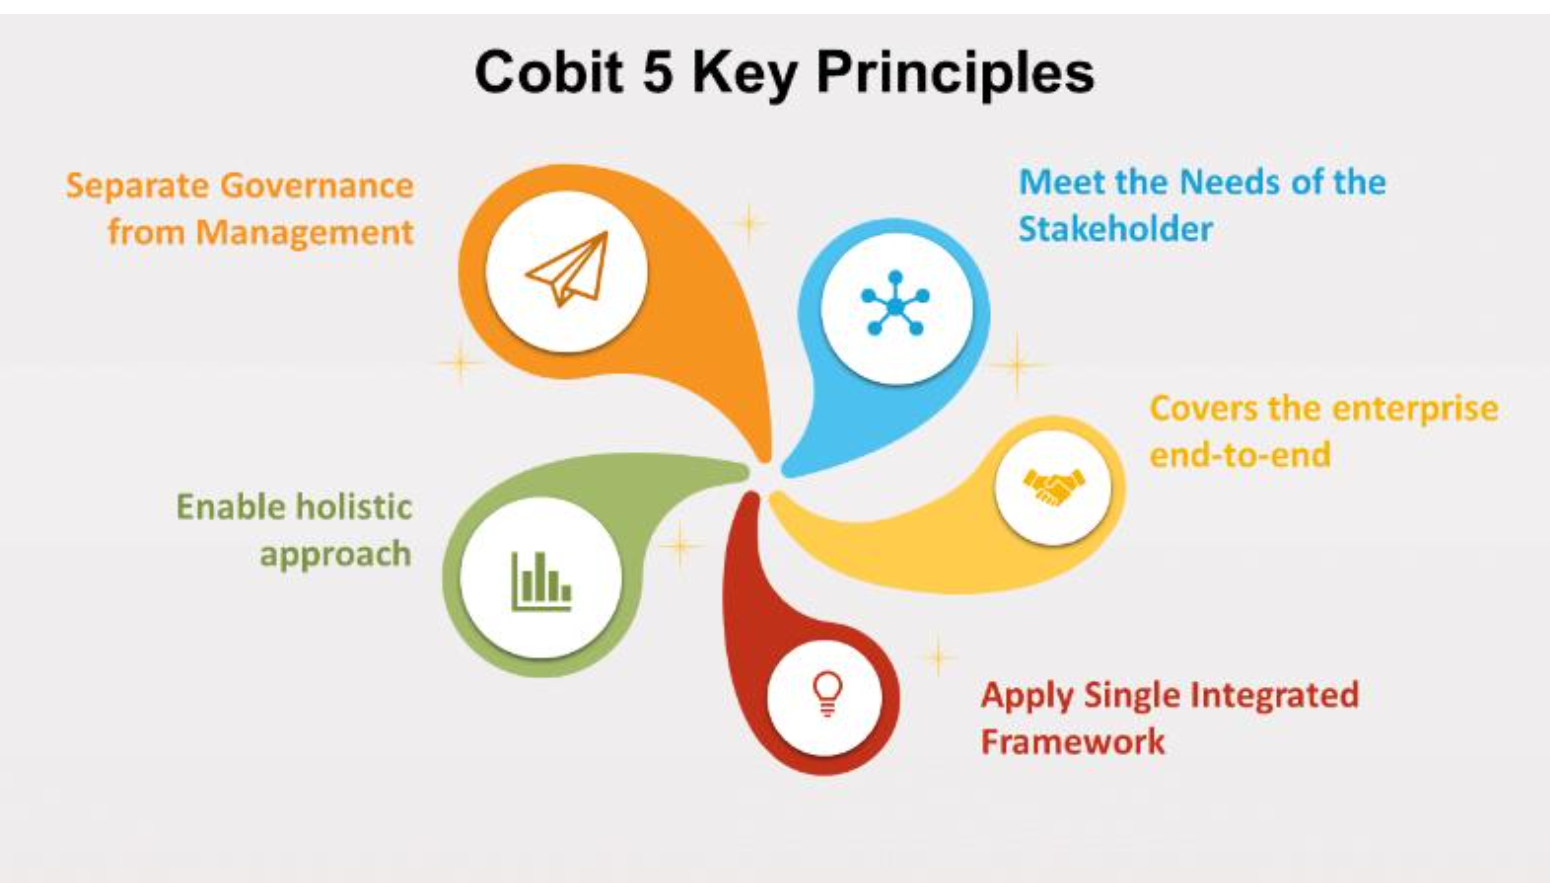 Cobit 5 Key Principles
Separate Governance
from Management
Meet the Needs of the
Stakeholder
Covers the enterprise
end-to-end
Enable holistic
approach
Apply Single Integrated
Framework